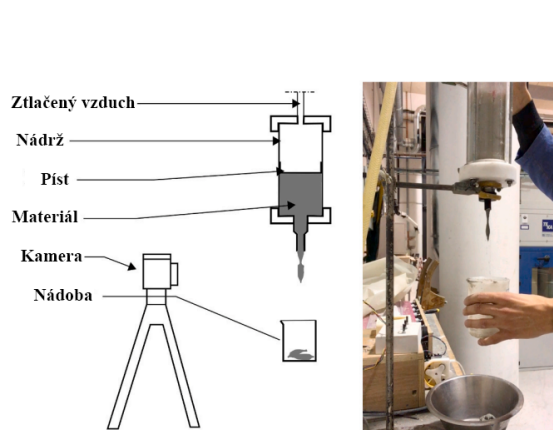 Ztlačený vzduch
Nádrž
Píst
Materiál
Kamera
Nádoba